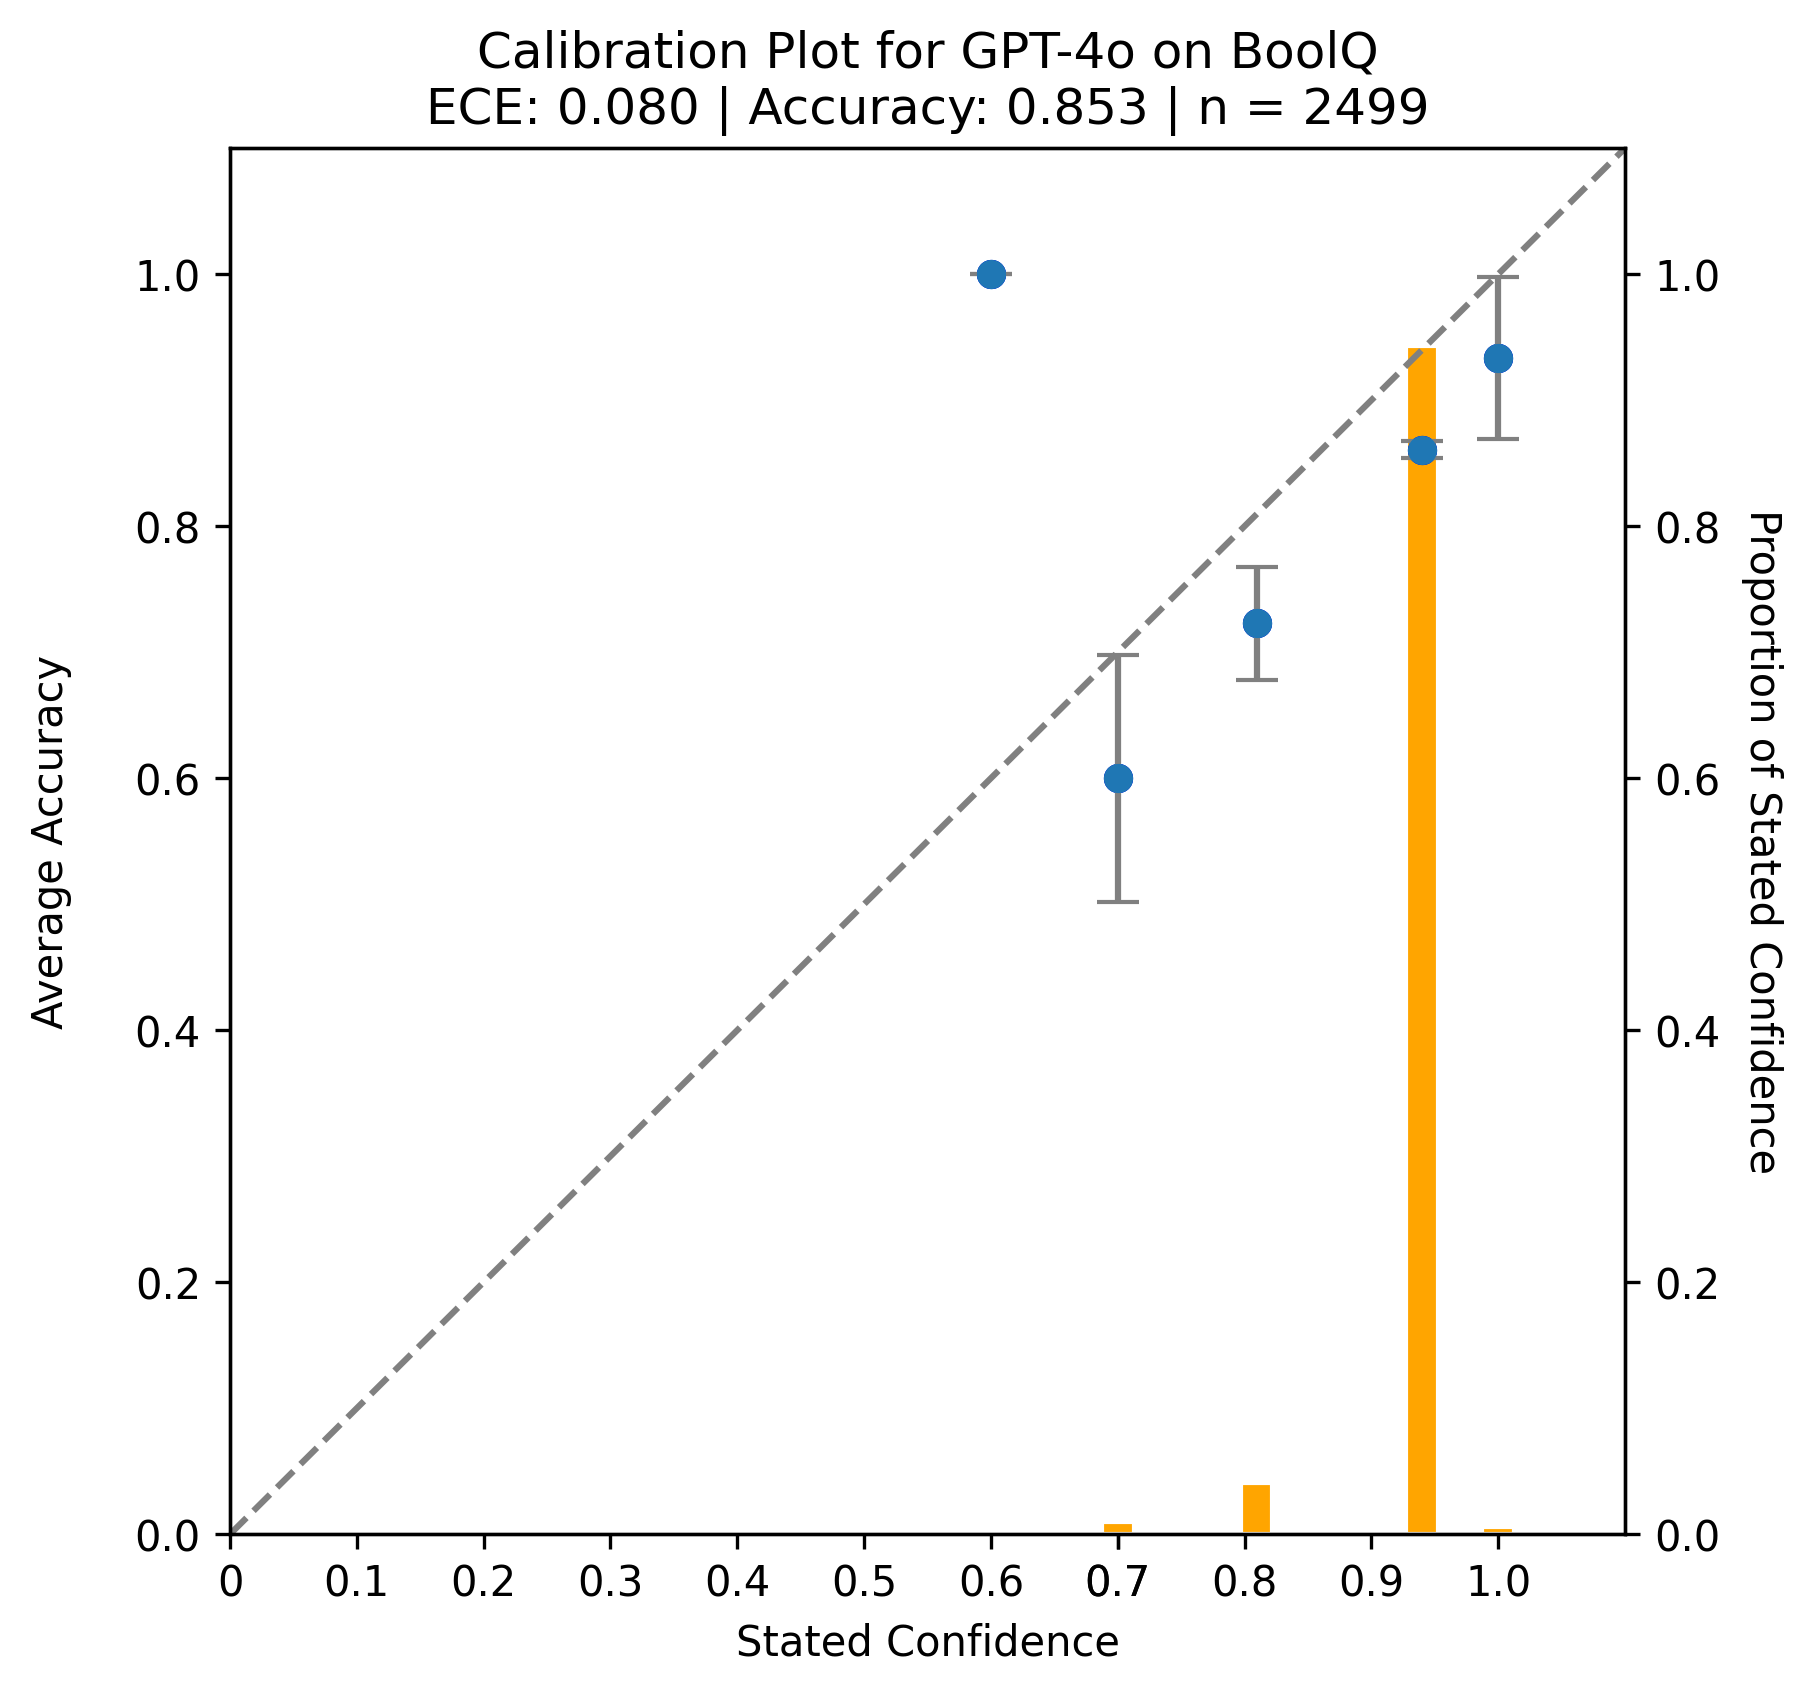 Calibration Plot for GPT-4o on BoolQ
ECE: 0.080 | Accuracy: 0.853 | n = 2499
Average Accuracy
1.0
0.8
0.6
0.4
0.2
0.0
1.0
0.8
0.6
0.4
0.2
0.0
Proportion of Stated Confidence
0 0.1 0.2 0.3 0.4 0.5 0.6 0.7 0.8 0.9 1.0
Stated Confidence